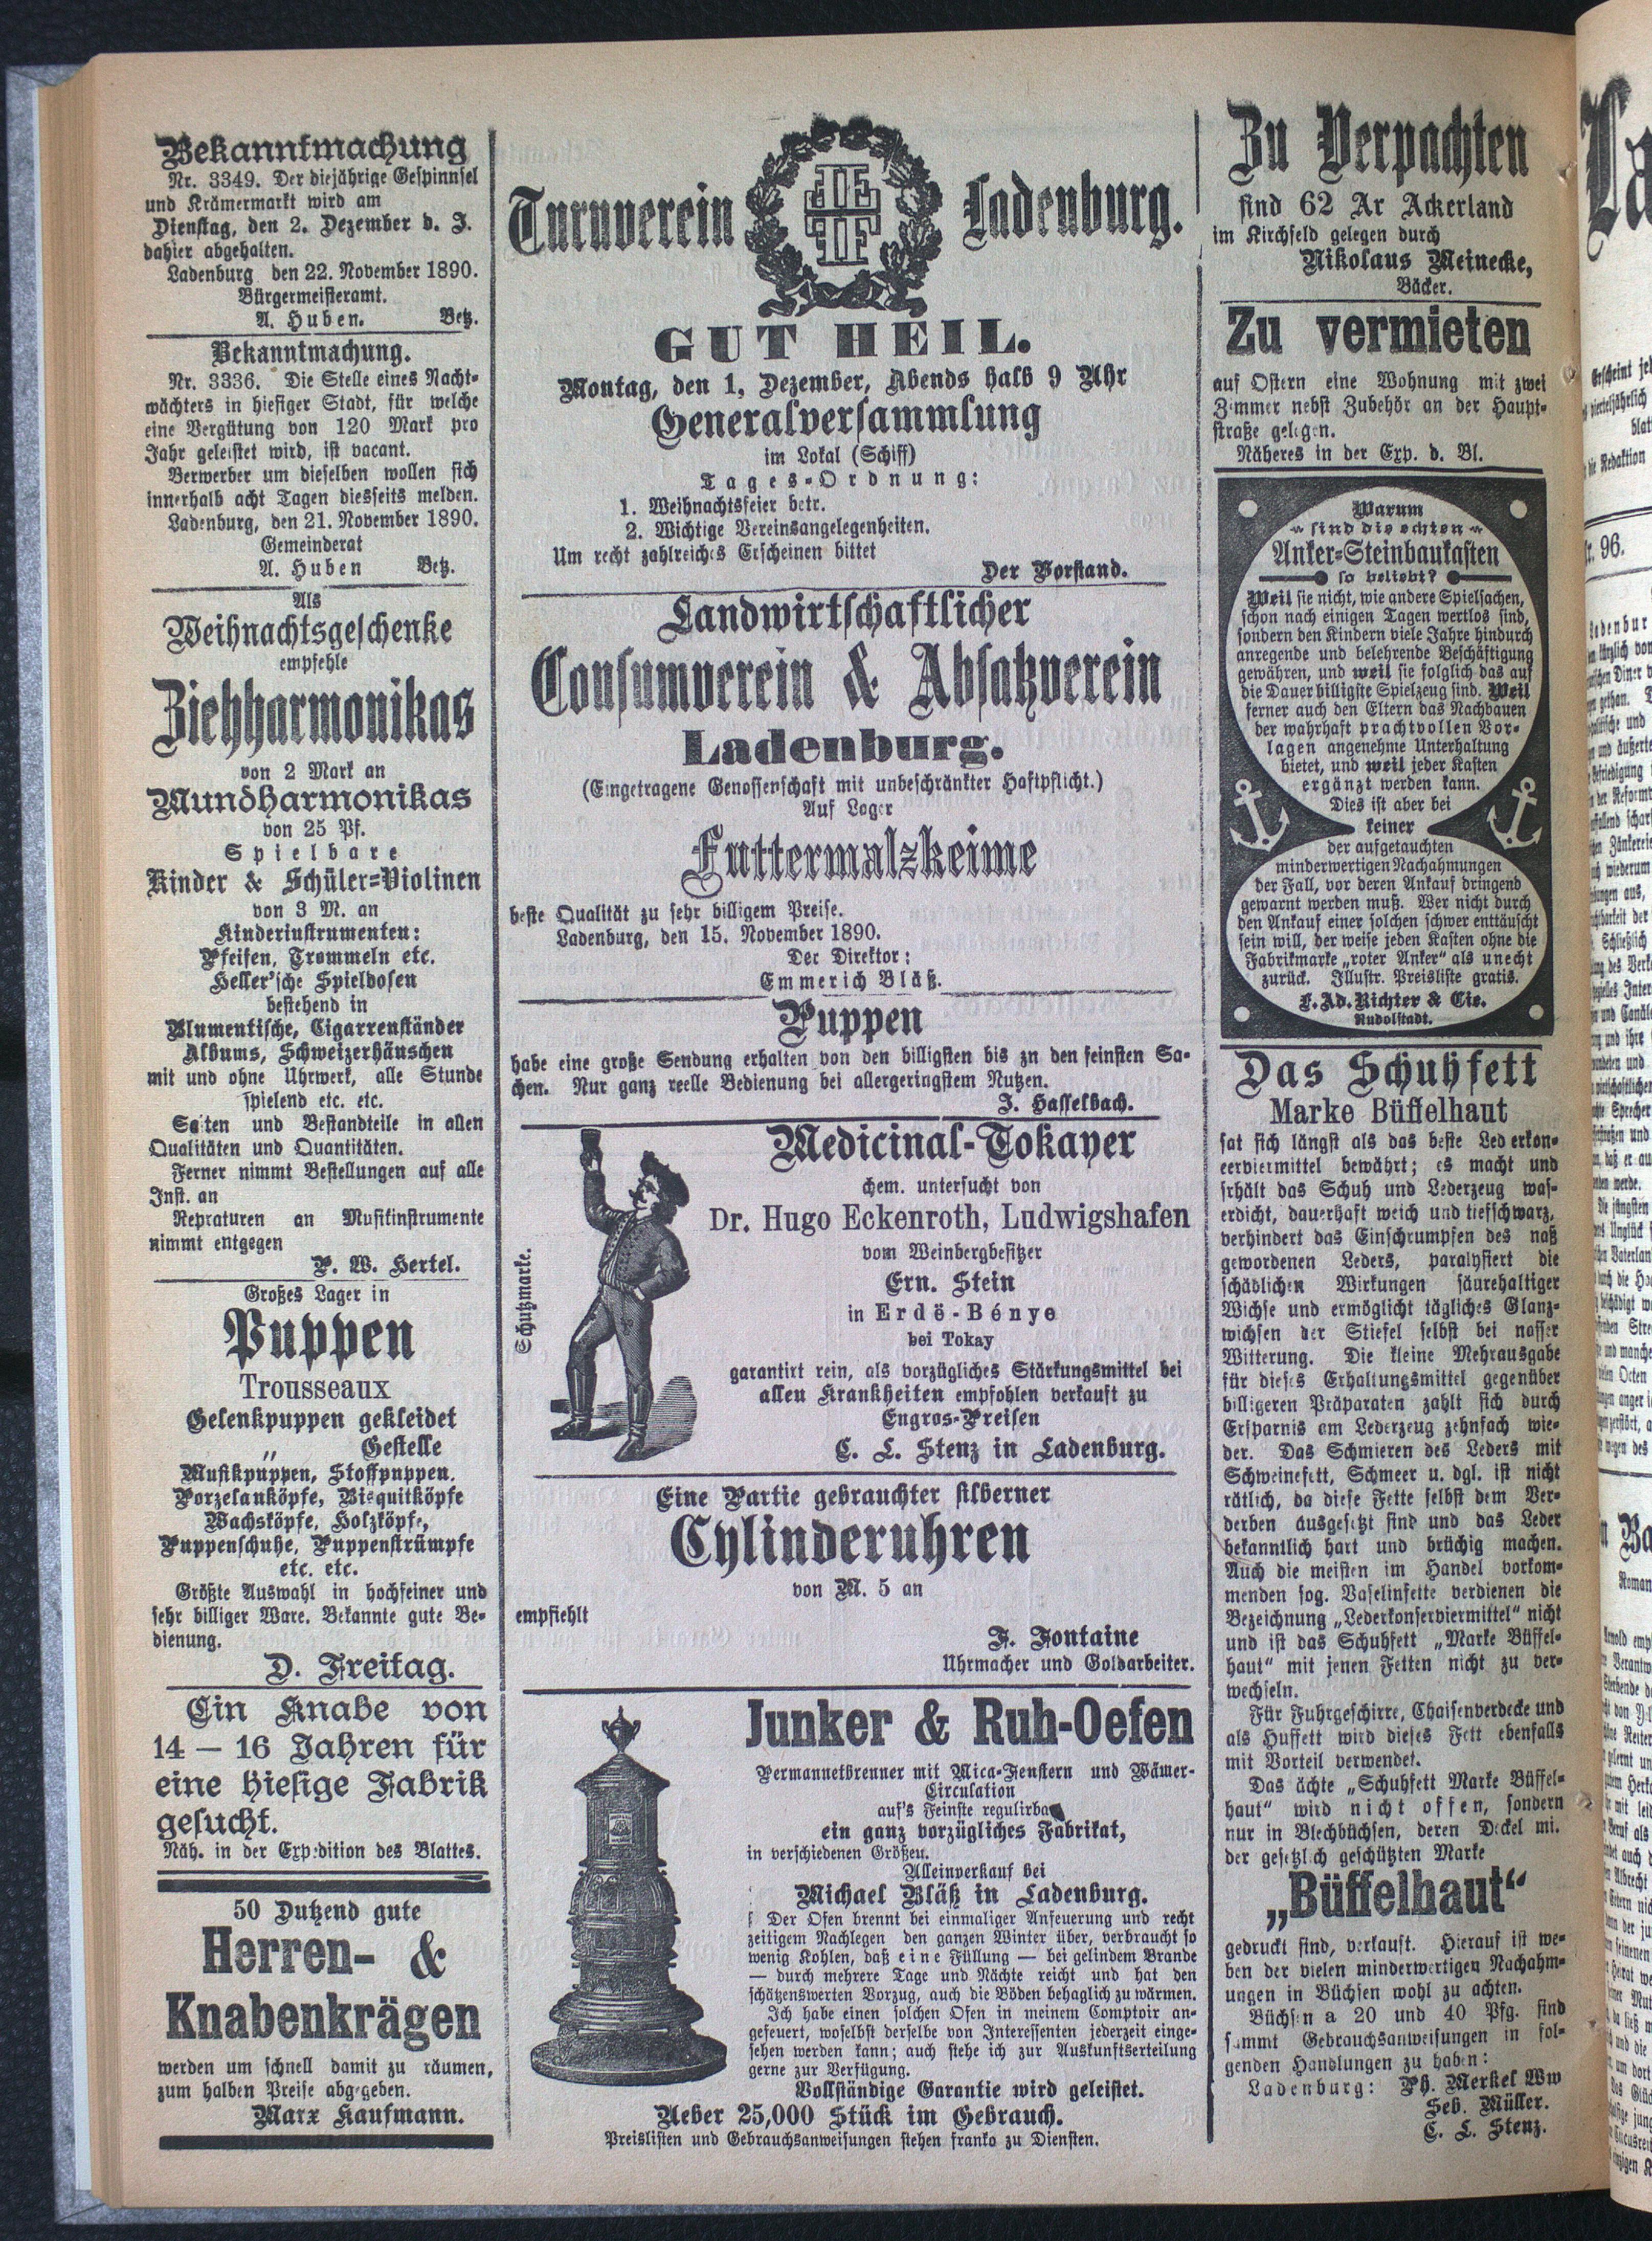 Bekanntmachung
Nr. 3349. Der diejährige Gespinnsel
und Krämermarkt wird am
Dienstag, den 2. Dezember d. J.
dahier abgehalten.
Ladenburg den 22. November 1890.
Bürgermeisteramt.
A. Huben. Betz.
Bekanntmachung.
Nr. 3336. Die Stelle eines Nacht-
wächters in hiesiger Stadt, für welche
eine Vergütung von 120 Mark pro
Jahr geleistet wird, ist vacant.
Berwerber um dieselben wollen sich
innerhalb acht Tagen diesseits melden.
Ladenburg, den 21. November 1890.
Gemeinderat
A. Huben Betz.
Als
Weihnachtsgeschenke
empfehle
Ziehharmonikas
von 2 Mark an
Mundharmonikas
von 25 Pf.
Spielbare
Kinder & Schüler-Violinen
von 3 M. an
Kinderinstrumenten:
Pfeifen, Trommeln etc.
Heller'sche Spieldosen
bestehend in
Blumentische, Cigarrenständer
Albums, Schweizerhäuschen
mit und ohne Uhrwerk, alle Stunde
spielend etc. etc.
Saiten und Bestandteile in allen
Qualitäten und Quantitäten.
Ferner nimmt Bestellungen auf alle
Inst. an
Repraturen an Musikinstrumente
nimmt entgegen
P. W. Hertel.
Großes Lager in
Puppen
Trousseaux
Gelenkpuppen gekleidet
„ Gestelle
Musikpuppen, Stoffpuppen,
Porzelanköpfe, Bisquitköpfe
Wachsköpfe, Holzköpfe,
Puppenschuhe, Puppenstrümpfe
etc. etc.
Größte Auswahl in hochfeiner und
sehr billiger Ware. Bekannte gute Be-
dienung.
D. Freitag.
Ein Knabe von
14 — 16 Jahren für
eine hiesige Fabrik
gesucht.
Näh. in der Expedition des Blattes.
50 Dutzend gute
Herren- &
Knabenkrägen
werden um schnell damit zu räumen,
zum halben Preise abgegeben.
Marx Kaufmann.
Turnverein Ladenburg.
GUT HEIL.
Montag, den 1. Dezember, Abends halb 9 Uhr
Generalversammlung
im Lokal (Schiff)
Tages-Ordnung:
1. Weihnachtsfeier betr.
2. Wichtige Vereinsangelegenheiten.
Um recht zahlreiches Erscheinen bittet
Der Vorstand.
Landwirtschaftlicher
Consumverein & Absatzverein
Ladenburg.
(Eingetragene Genossenschaft mit unbeschränkter Haftpflicht.)
Auf Lager
Futtermalzkeime
beste Qualität zu sehr billigem Preise.
Ladenburg, den 15. November 1890.
Der Direktor:
Emmerich Bläß.
Puppen
habe eine große Sendung erhalten von den billigsten bis zn den feinsten Sa-
chen. Nur ganz reelle Bedienung bei allergeringstem Nutzen.
J. Hasselbach.
Schutzmarke.
Medicinal-Tokayer
chem. untersucht von
Dr. Hugo Eckenroth, Ludwigshafen
vom Weinbergbesitzer
Ern. Stein
in Erdö-Bénye
bei Tokay
garantirt rein, als vorzügliches Stärkungsmittel bei
allen Krankheiten empfohlen verkauft zu
Engros-Preisen
C. L. Stenz in Ladenburg.
Eine Partie gebrauchter silberner
Cylinderuhren
von M. 5 an
empfiehlt
F. Fontaine
Uhrmacher und Goldarbeiter.
Junker & Ruh-Oefen
Permannetbrenner mit Mica-Fenstern und Wämer-
Circulation
auf's Feinste regulirbar
ein ganz vorzügliches Fabrikat,
in verschiedenen Größen.
Alleinverkauf bei
Michael Bläß in Ladenburg.
Der Ofen brennt bei einmaliger Anfeuerung und recht
zeitigem Nachlegen den ganzen Winter über, verbraucht so
wenig Kohlen, daß eine Füllung — bei gelindem Brande
— durch mehrere Tage und Nächte reicht und hat den
schätzenswerten Vorzug, auch die Böden behaglich zu wärmen.
Ich habe einen solchen Ofen in meinem Comptoir an-
gefeuert, woselbst derselbe von Interessenten jederzeit einge-
sehen werden kann; auch stehe ich zur Auskunftserteilung
gerne zur Verfügung.
Vollständige Garantie wird geleistet.
Ueber 25,000 Stück im Gebrauch.
Preislisten und Gebrauchsanweisungen stehen franko zu Diensten.
Zu Verpachten
sind 62 Ar Ackerland
im Kirchfeld gelegen durch
Nikolaus Meinecke,
Bäcker.
Zu vermieten
auf Ostern eine Wohnung mit zwei
Zimmer nebst Zubehör an der Haupt-
straße gelegen.
Näheres in der Exp. d. Bl.
Warum
sind die echten
Anker-Steinbaukasten
so beliebt?
Weil sie nicht, wie andere Spielsachen,
schon nach einigen Tagen wertlos sind,
sondern den Kindern viele Jahre hindurch
anregende und belehrende Beschäftigung
gewähren, und weil sie folglich das auf
die Dauer billigste Spielzeug sind. Weil
ferner auch den Eltern das Nachbauen
der wahrhaft prachtvollen Vor-
lagen angenehme Unterhaltung
bietet, und weil jeder Kasten
ergänzt werden kann.
Dies ist aber bei
keiner
der aufgetauchten
minderwertigen Nachahmungen
der Fall, vor deren Ankauf dringend
gewarnt werden muß. Wer nicht durch
den Ankauf einer solchen schwer enttäuscht
sein will, der weise jeden Kasten ohne die
Fabrikmarke „roter Anker“ als unecht
zurück. Illustr. Preisliste gratis.
F. Ad. Richter & Cie.
Rudolstadt.
Das Schuhfett
Marke Büffelhaut
sat sich längst als das beste Led erkon-
eerviermittel bewährt; es macht und
srhält das Schuh und Lederzeug was-
erdicht, dauerhaft weich und tiefschwarz,
verhindert das Einschrumpfen des naß
gewordenen Leders, paralysiert die
schädlichen Wirkungen säurehaltiger
Wichse und ermöglicht tägliches Glanz-
wichsen der Stiefel selbst bei nasser
Witterung. Die kleine Mehrausgabe
für dieses Erhaltungsmittel gegenüber
billigeren Präparaten zahlt sich durch
Ersparnis am Lederzeug zehnfach wie-
der. Das Schmieren des Leders mit
Schweinefett, Schmeer u. dgl. ist nicht
rätlich, da diese Fette selbst dem Ver-
derben ausgesetzt sind und das Leder
bekanntlich hart und brüchig machen.
Auch die meisten im Handel vorkom-
menden sog. Vaselinfette verdienen die
Bezeichnung „Lederkonserviermittel“ nicht
und ist das Schuhfett „Marke Büffel-
haut“ mit jenen Fetten nicht zu ver-
wechseln.
Für Fuhrgeschirre, Chaisenverdecke und
als Huffett wird dieses Fett ebenfalls
mit Vorteil verwendet.
Das ächte „Schuhfett Marke Büffel-
haut“ wird nicht offen, sondern
nur in Blechbüchsen, deren Deckel mi.
der gesetzlich geschützten Marke
„Büffelhaut“
gedruckt sind, verkauft. Hierauf ist we-
ben der vielen minderwertigen Nachahm-
ungen in Büchsen wohl zu achten.
Büchsen a 20 und 40 Pfg. sind
sammt Gebrauchsanweisungen in fol-
genden Handlungen zu haben:
Ladenburg: Ph. Merkel Ww
Seb. Müller.
C. L. Stenz.